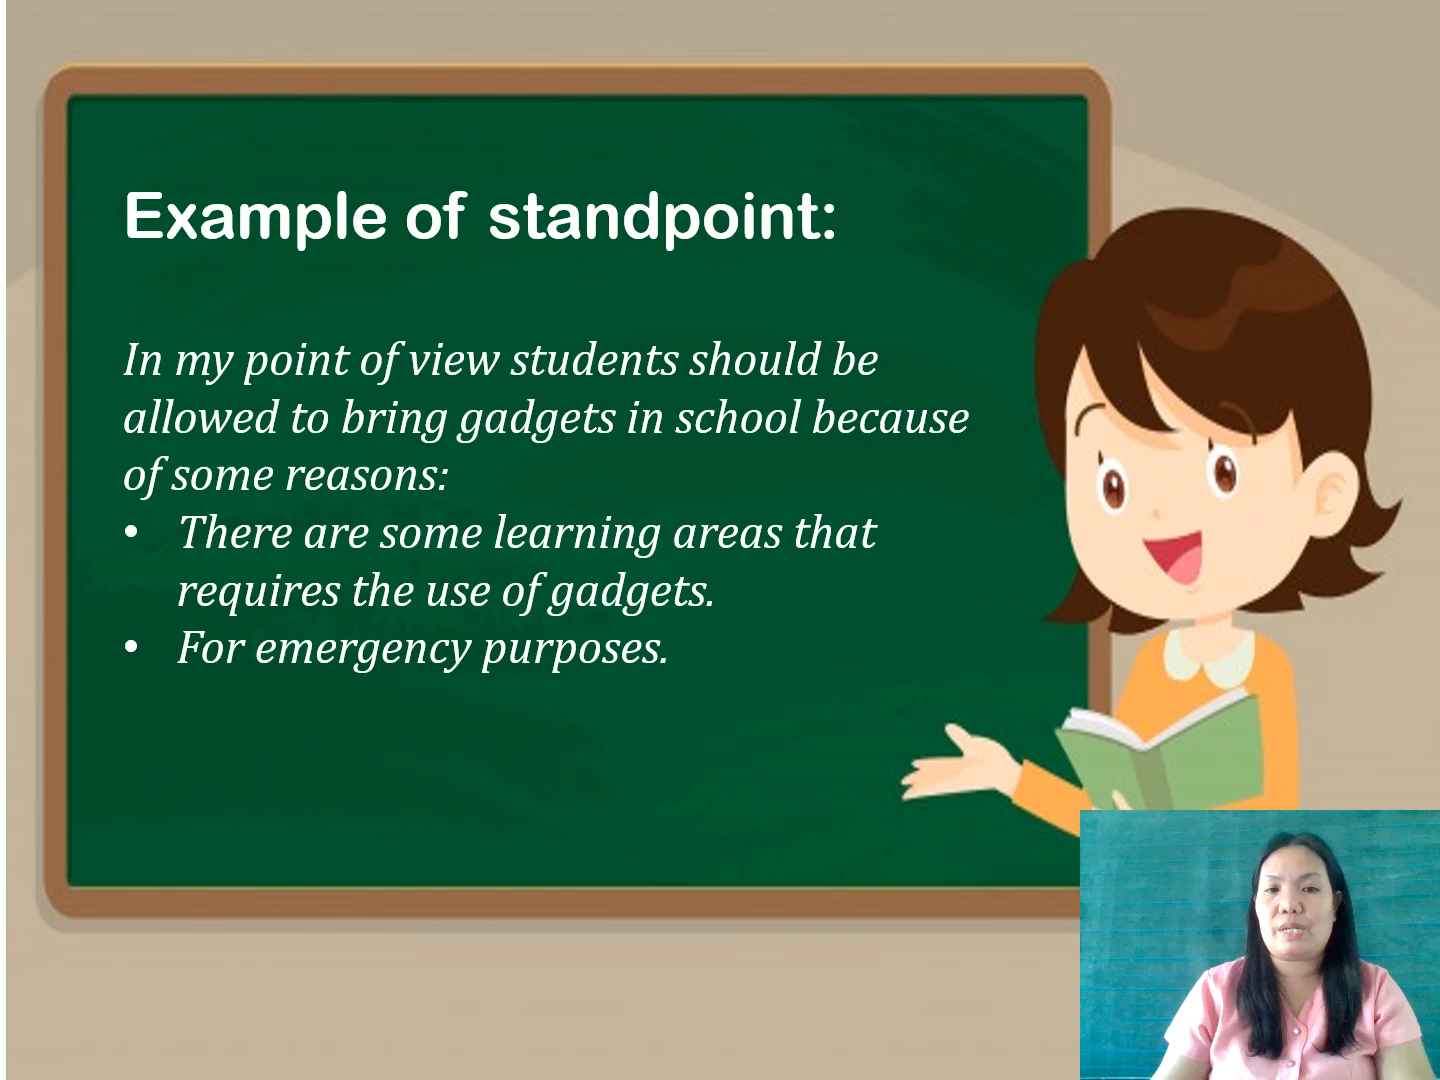 Example of standpoint:
In my point of view students should be
allowed to bring gadgets in school because
of some reasons:
• There are some learning areas that
requires the use of gadgets.
• For emergency purposes.